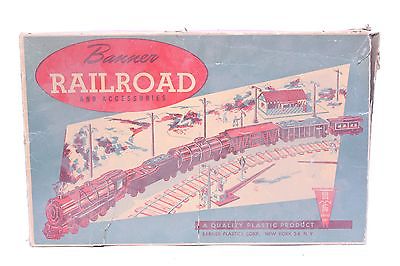 Banner
RAILROAD
AND ACCESSORIES
A QUALITY PLASTIC PRODUCT
BANNER PLASTICS CORP. NEW YORK 54 N.Y.